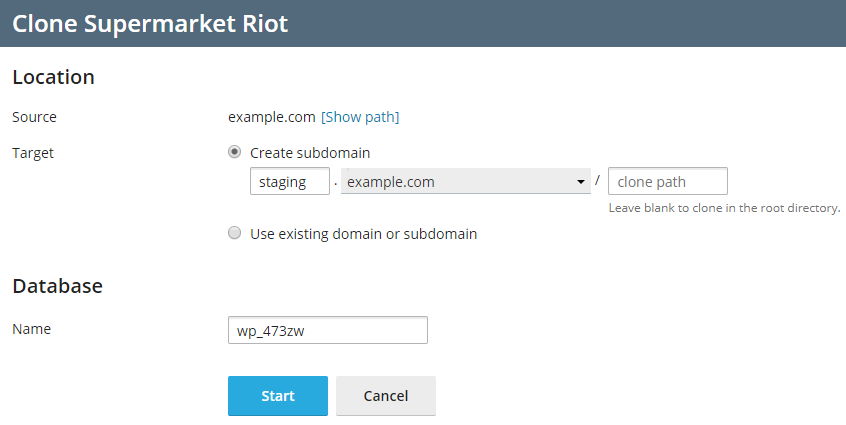 Clone Supermarket Riot
Location
Source example.com [Show path]
Target Create subdomain
staging . example.com / clone path
Leave blank to clone in the root directory.
Use existing domain or subdomain
Database
Name wp_473zw
Start Cancel